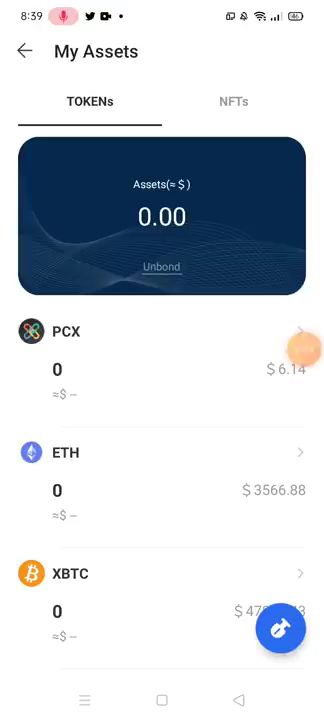 8:39
46
My Assets
TOKENs NFTs
Assets(≈$)
0.00
Unbond
PCX
0 $6.14
≈$ --
ETH
0 $3566.88
≈$ --
XBTC
0
≈$ --